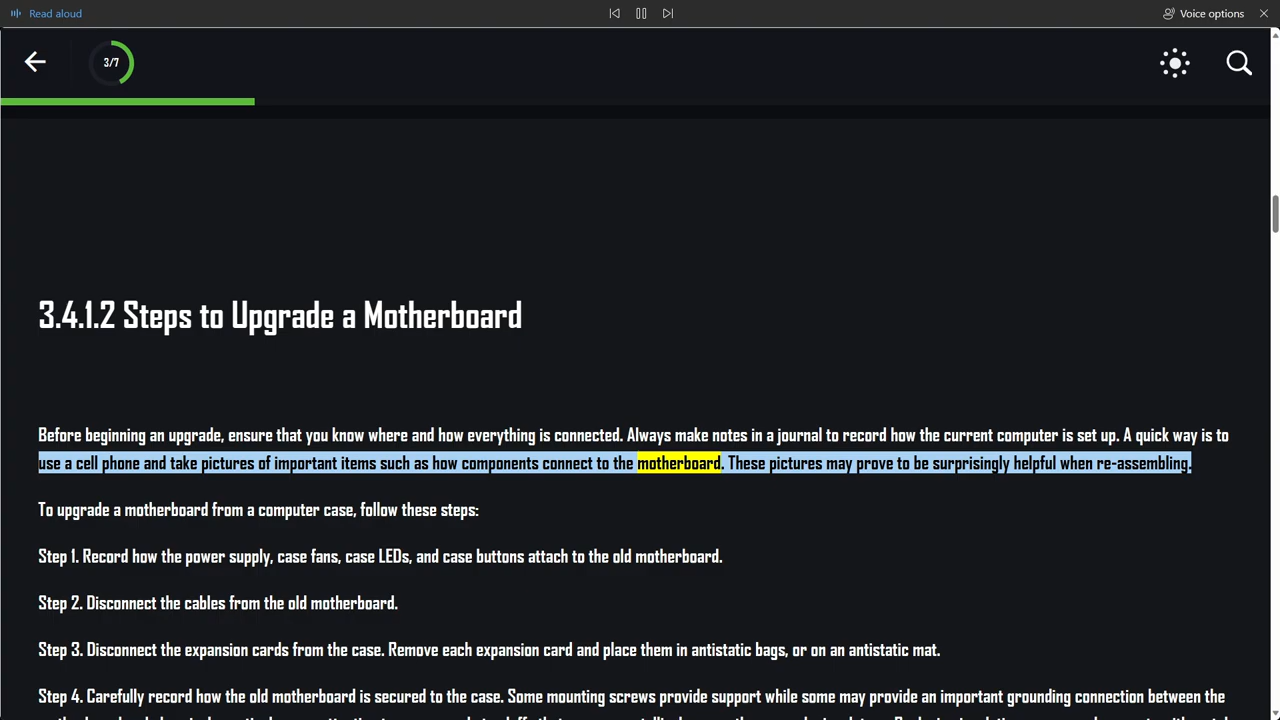 Read aloud
Voice options
3/7
3.4.1.2 Steps to Upgrade a Motherboard
Before beginning an upgrade, ensure that you know where and how everything is connected. Always make notes in a journal to record how the current computer is set up. A quick way is to
use a cell phone and take pictures of important items such as how components connect to the motherboard. These pictures may prove to be surprisingly helpful when re-assembling.
To upgrade a motherboard from a computer case, follow these steps:
Step 1. Record how the power supply, case fans, case LEDs, and case buttons attach to the old motherboard.
Step 2. Disconnect the cables from the old motherboard.
Step 3. Disconnect the expansion cards from the case. Remove each expansion card and place them in antistatic bags, or on an antistatic mat.
Step 4. Carefully record how the old motherboard is secured to the case. Some mounting screws provide support while some may provide an important grounding connection between the